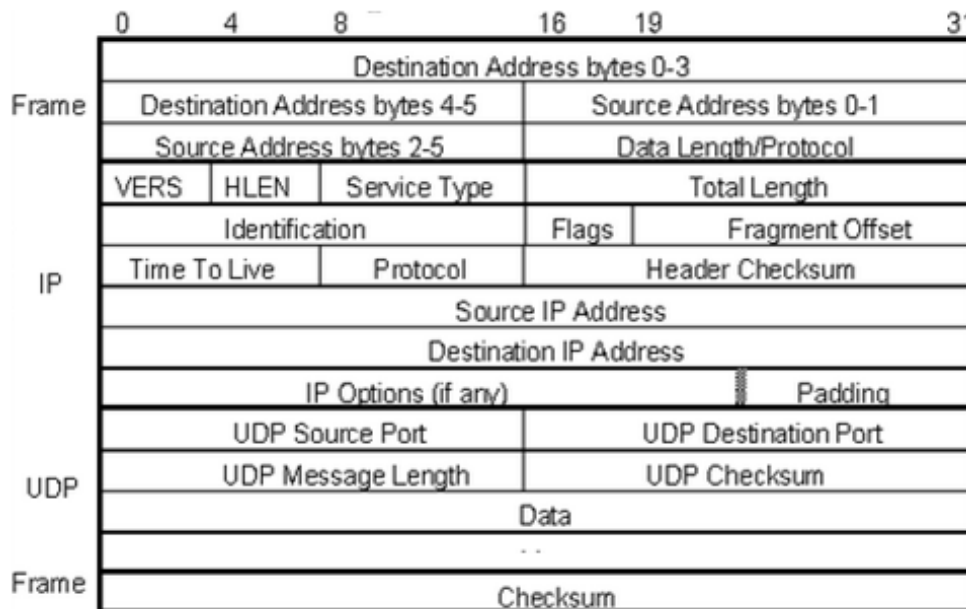 0 4 8 16 19 31
Destination Address bytes 0-3
Frame Destination Address bytes 4-5 Source Address bytes 0-1
Source Address bytes 2-5 Data Length/Protocol
VERS HLEN Service Type Total Length
Identification Flags Fragment Offset
IP Time To Live Protocol Header Checksum
Source IP Address
Destination IP Address
IP Options (if any) Padding
UDP Source Port UDP Destination Port
UDP UDP Message Length UDP Checksum
Data
. .
Frame Checksum